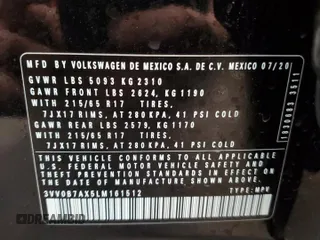 MFD BY VOLKSWAGEN DE MEXICO S.A. DE C.V. MEXICO 07/20
GVWR LBS 5093 KG 2310
GAWR FRONT LBS 2624, KG 1190
WITH 215/65 R17 TIRES,
7JX17 RIMS, AT 280 KPA, 41 PSI COLD
GAWR REAR LBS 2579, KG 1170
WITH 215/65 R17 TIRES,
7JX17 RIMS, AT 280 KPA, 41 PSI COLD
THIS VEHICLE CONFORMS TO ALL APPLICABLE
U.S. FEDERAL MOTOR VEHICLE SAFETY, BUMPER AND
THEFT PREVENTION STANDARDS IN EFFECT ON THE DATE OF
MANUFACTURE SHOWN ABOVE.
3VV0B7AX5LM161512 TYPE: MPV
AUTOBIDMASTER